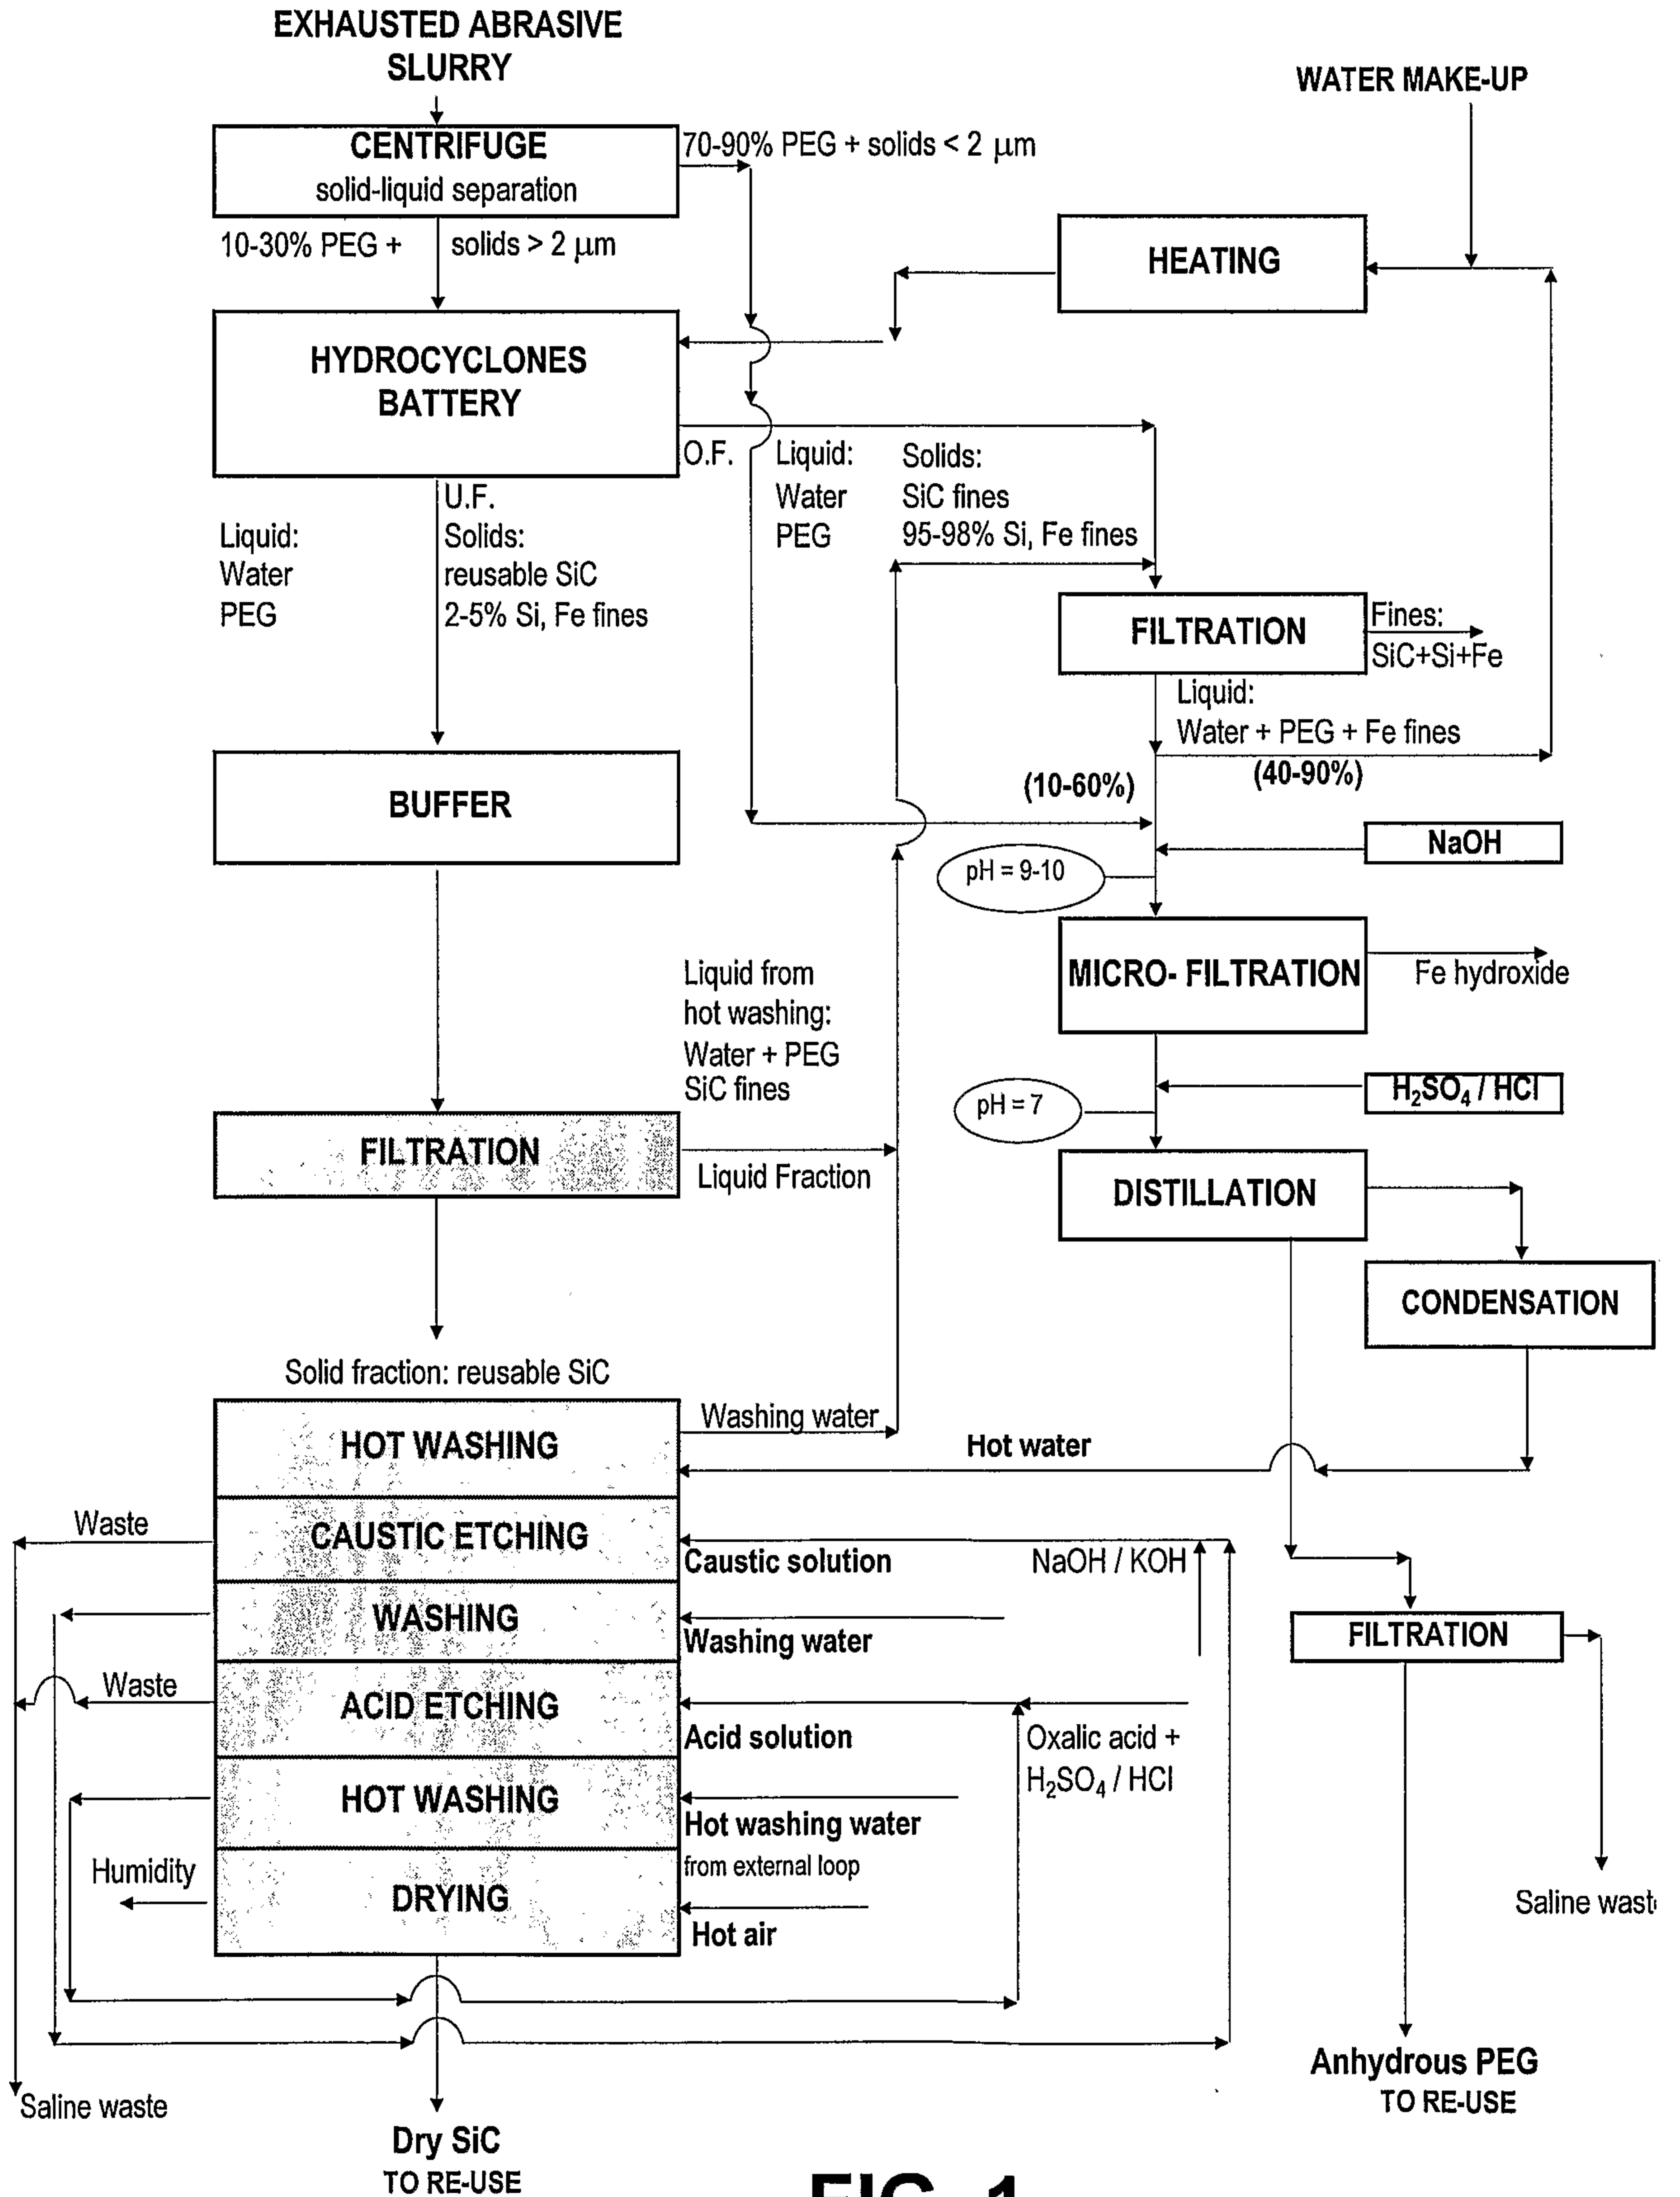 EXHAUSTED ABRASIVE
SLURRY
WATER MAKE-UP
CENTRIFUGE
solid-liquid separation
70-90% PEG + solids < 2 μm
10-30% PEG +
solids > 2 μm
HEATING
HYDROCYCLONES
BATTERY
O.F.
Liquid:
Water
PEG
Solids:
SiC fines
95-98% Si, Fe fines
U.F.
Liquid:
Water
PEG
Solids:
reusable SiC
2-5% Si, Fe fines
FILTRATION
Fines:
SiC+Si+Fe
Liquid:
Water + PEG + Fe fines
(10-60%)
(40-90%)
BUFFER
NaOH
pH = 9-10
MICRO- FILTRATION
Fe hydroxide
Liquid from
hot washing:
Water + PEG
SiC fines
H₂SO₄ / HCl
pH = 7
FILTRATION
Liquid Fraction
DISTILLATION
CONDENSATION
Solid fraction: reusable SiC
HOT WASHING
Washing water
Hot water
CAUSTIC ETCHING
Waste
Caustic solution
NaOH / KOH
WASHING
Washing water
FILTRATION
ACID ETCHING
Waste
Acid solution
Oxalic acid +
H₂SO₄ / HCl
HOT WASHING
Hot washing water
from external loop
Humidity
DRYING
Hot air
Saline wast
Anhydrous PEG
TO RE-USE
Saline waste
Dry SiC
TO RE-USE
FIG. 1